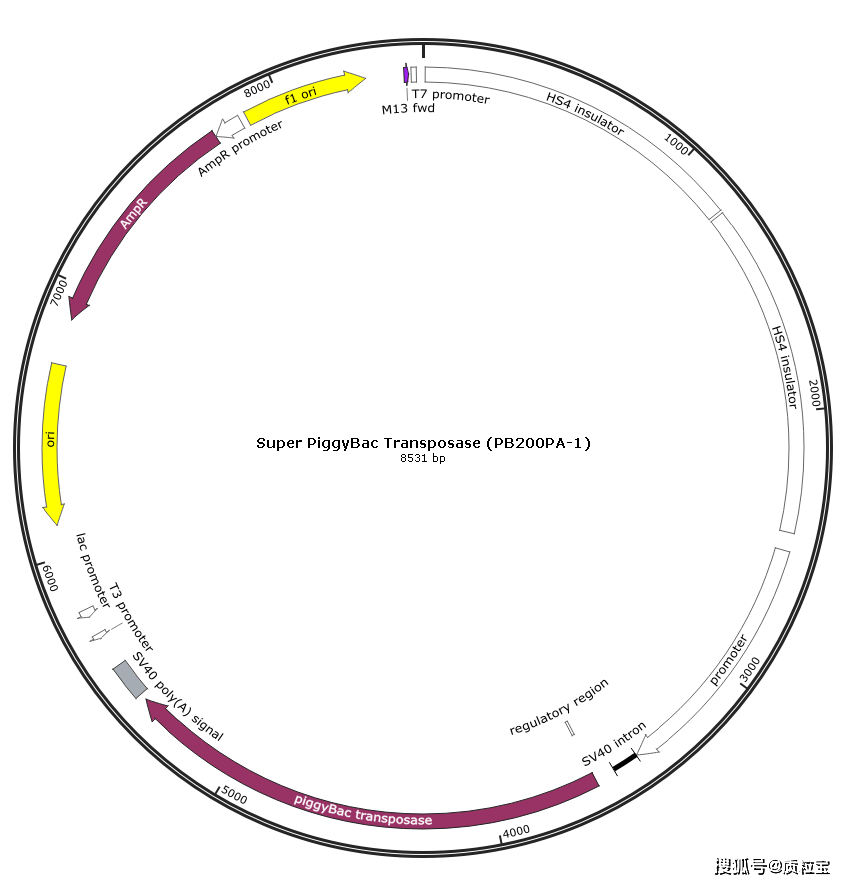 8000
f1 ori
T7 promoter
M13 fwd
HS4 insulator
1000
AmpR promoter
AmpR
7000
HS4 insulator
2000
ori
Super PiggyBac Transposase (PB200PA-1)
8531 bp
6000
lac promoter
T3 promoter
SV40 poly(A) signal
promoter
3000
regulatory region
SV40 intron
5000
piggyBac transposase
4000
搜狐号@质粒宝